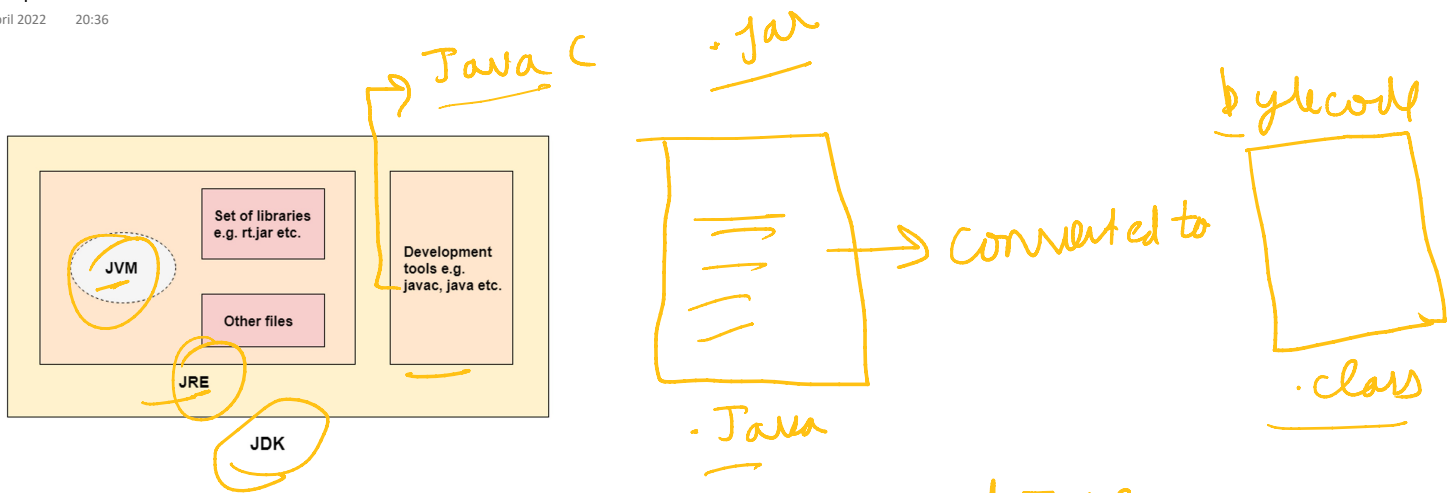 pril 2022 20:36
Java C
.jar
bytecode
Set of libraries
e.g. rt.jar etc.
JVM
Development
tools e.g.
javac, java etc.
Other files
converted to
JRE
JDK
.Java
.class